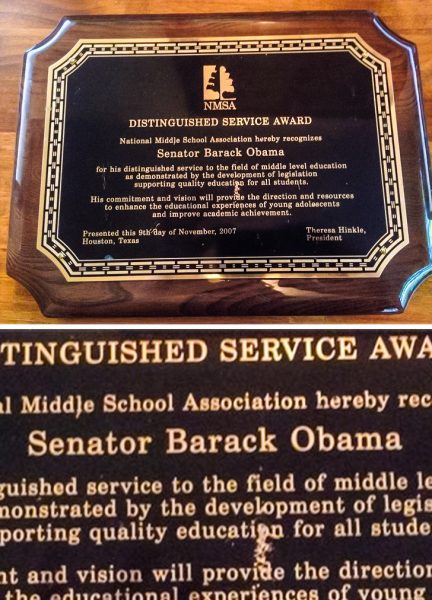 NMSA
DISTINGUISHED SERVICE AWARD
National Middle School Association hereby recognizes
Senator Barack Obama
for his distinguished service to the field of middle level education
as demonstrated by the development of legislation
supporting quality education for all students.
His commitment and vision will provide the direction and resources
to enhance the educational experiences of young adolescents
and improve academic achievement.
Presented this 9th day of November, 2007
Houston, Texas
Theresa Hinkle,
President
TINGUISHED SERVICE AWA
al Middle School Association hereby rec
Senator Barack Obama
guished service to the field of middle le
monstrated by the development of legis
porting quality education for all stude
nt and vision will provide the direction
the educational experiences of young